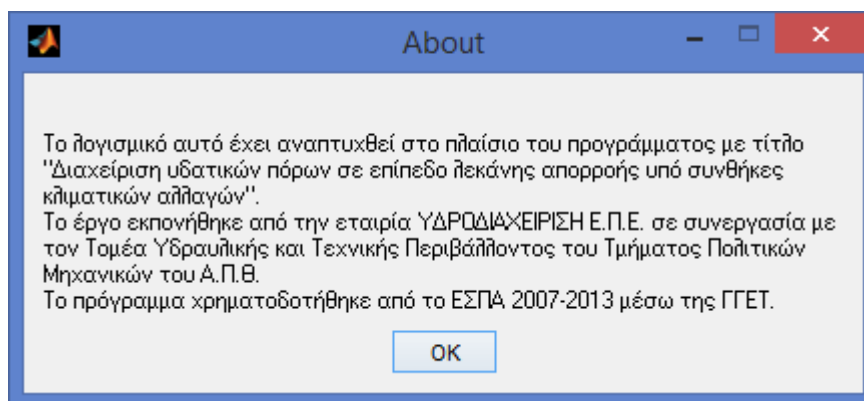 About
Το λογισμικό αυτό έχει αναπτυχθεί στο πλαίσιο του προγράμματος με τίτλο
"Διαχείριση υδατικών πόρων σε επίπεδο λεκάνης απορροής υπό συνθήκες
κλιματικών αλλαγών".
Το έργο εκπονήθηκε από την εταιρία ΥΔΡΟΔΙΑΧΕΙΡΙΣΗ Ε.Π.Ε. σε συνεργασία με
τον Τομέα Υδραυλικής και Τεχνικής Περιβάλλοντος του Τμήματος Πολιτικών
Μηχανικών του Α.Π.Θ.
Το πρόγραμμα χρηματοδοτήθηκε από το ΕΣΠΑ 2007-2013 μέσω της ΓΓΕΤ.
OK